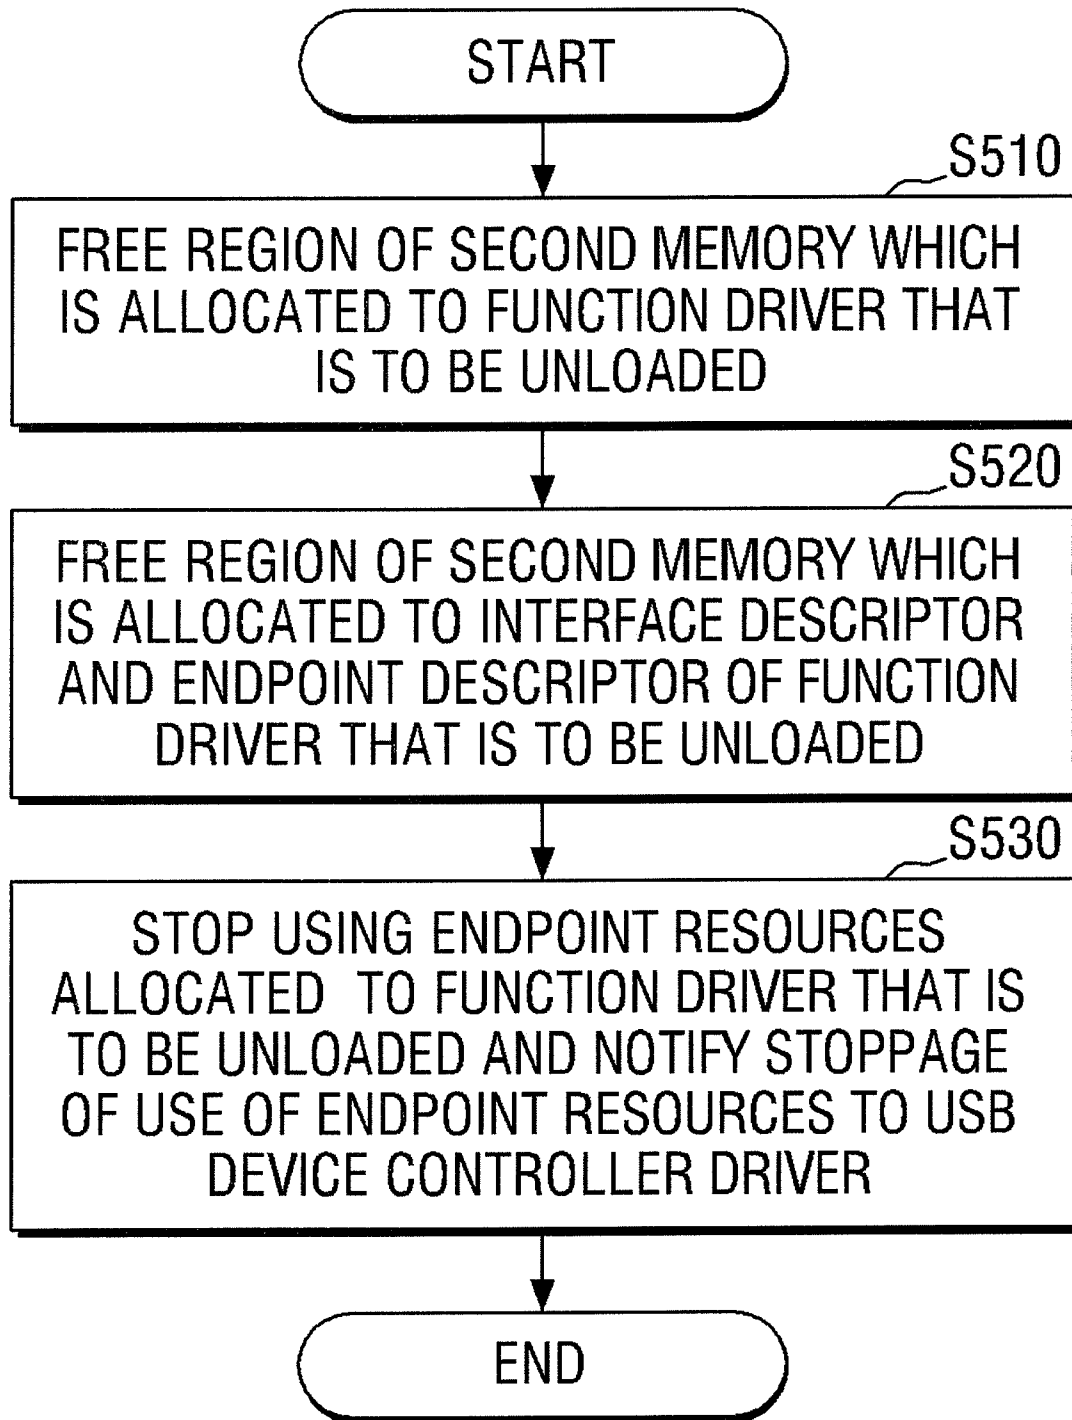 START
S510
FREE REGION OF SECOND MEMORY WHICH
IS ALLOCATED TO FUNCTION DRIVER THAT
IS TO BE UNLOADED
S520
FREE REGION OF SECOND MEMORY WHICH
IS ALLOCATED TO INTERFACE DESCRIPTOR
AND ENDPOINT DESCRIPTOR OF FUNCTION
DRIVER THAT IS TO BE UNLOADED
S530
STOP USING ENDPOINT RESOURCES
ALLOCATED TO FUNCTION DRIVER THAT IS
TO BE UNLOADED AND NOTIFY STOPPAGE
OF USE OF ENDPOINT RESOURCES TO USB
DEVICE CONTROLLER DRIVER
END